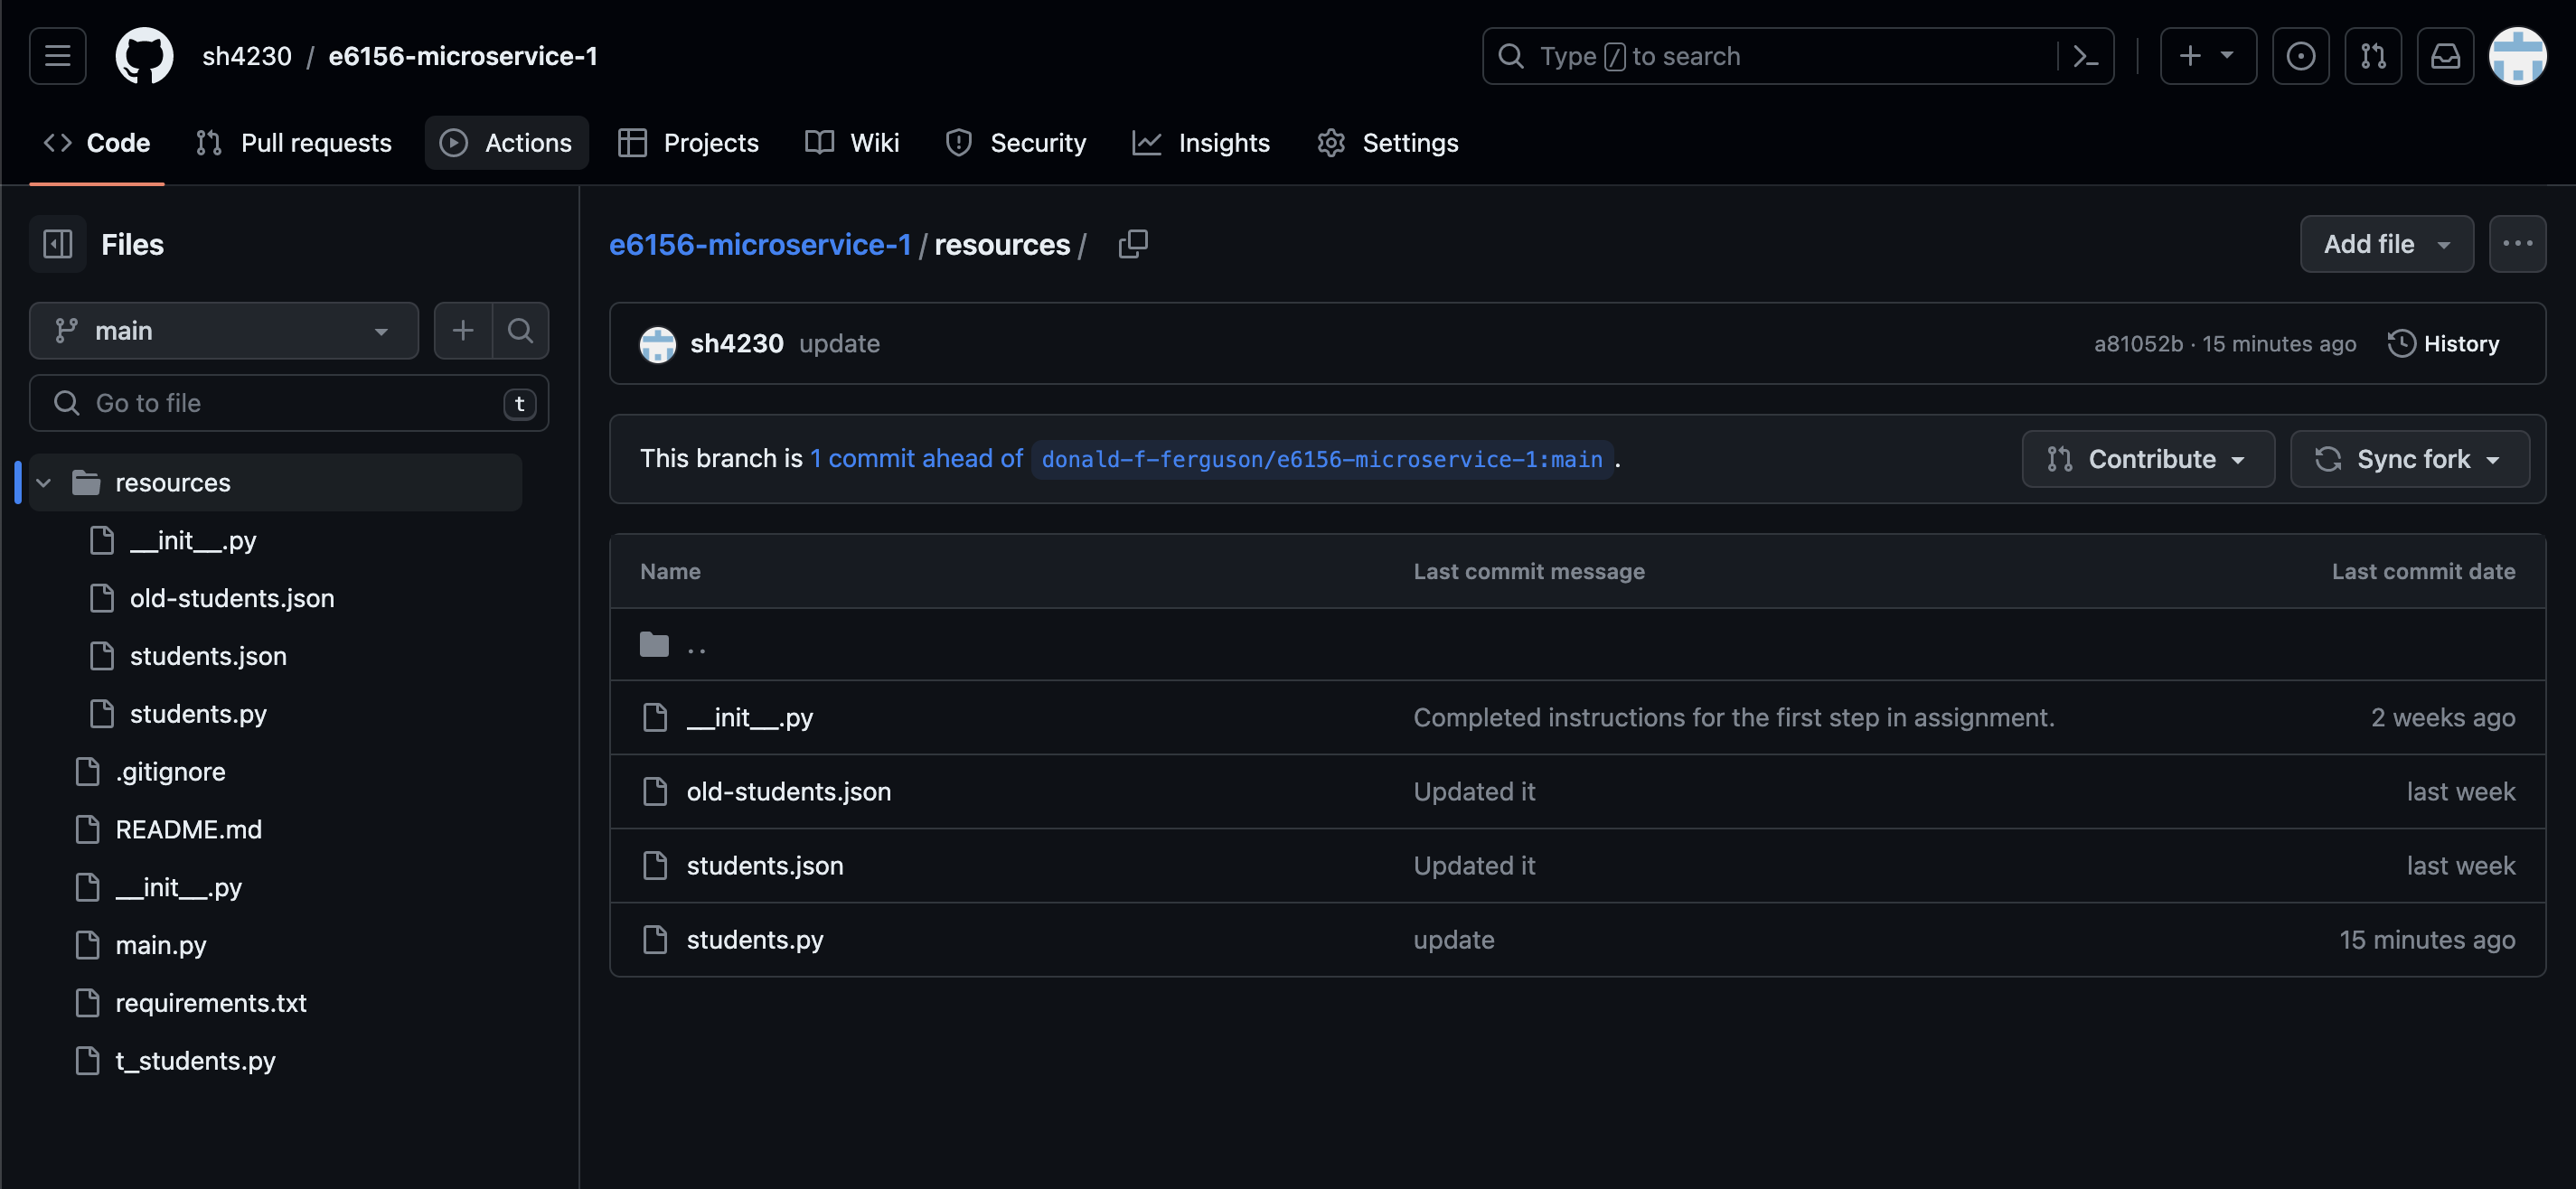 sh4230 / e6156-microservice-1
Type / to search
Code Pull requests Actions Projects Wiki Security Insights Settings
Files
main
Go to file t
resources
__init__.py
old-students.json
students.json
students.py
.gitignore
README.md
__init__.py
main.py
requirements.txt
t_students.py
e6156-microservice-1 / resources /
Add file
sh4230 update
a81052b · 15 minutes ago History
This branch is 1 commit ahead of donald-f-ferguson/e6156-microservice-1:main .
Contribute Sync fork
Name Last commit message Last commit date
..
__init__.py Completed instructions for the first step in assignment. 2 weeks ago
old-students.json Updated it last week
students.json Updated it last week
students.py update 15 minutes ago